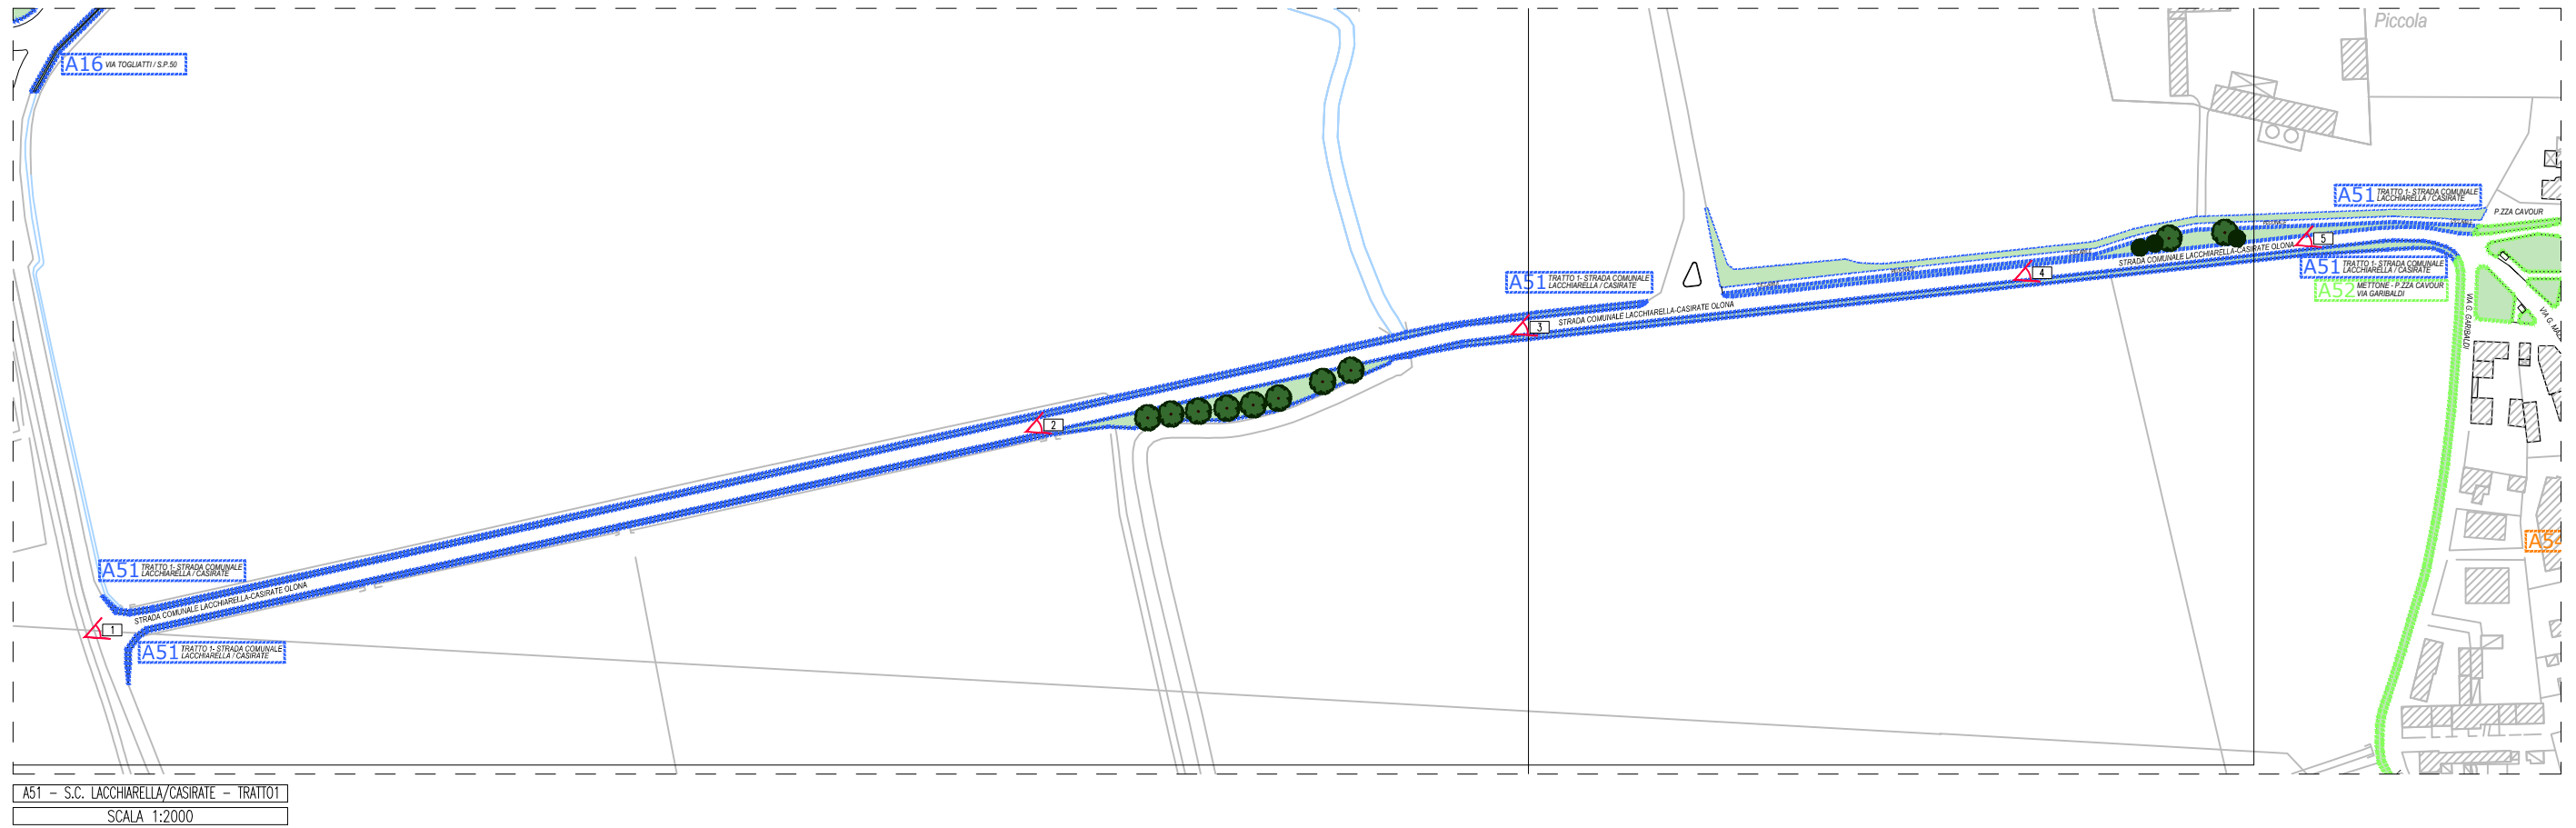 Piccola
A16 VIA TOGLIATTI / S.P.50
A51 TRATTO 1- STRADA COMUNALE
LACCHIARELLA / CASIRATE
P.ZZA CAVOUR
STRADA COMUNALE LACCHIARELLA-CASIRATE OLONA
5
A51 TRATTO 1- STRADA COMUNALE
LACCHIARELLA / CASIRATE
4
A51 TRATTO 1- STRADA COMUNALE
LACCHIARELLA / CASIRATE
A52 METTONE - P.ZZA CAVOUR
VIA GARIBALDI
STRADA COMUNALE LACCHIARELLA-CASIRATE OLONA
3
VIA G. GARIBALDI
VIA G.
2
A54
A51 TRATTO 1- STRADA COMUNALE
LACCHIARELLA / CASIRATE
STRADA COMUNALE LACCHIARELLA-CASIRATE OLONA
1
A51 TRATTO 1- STRADA COMUNALE
LACCHIARELLA / CASIRATE
A51 - S.C. LACCHIARELLA/CASIRATE - TRATTO1
SCALA 1:2000